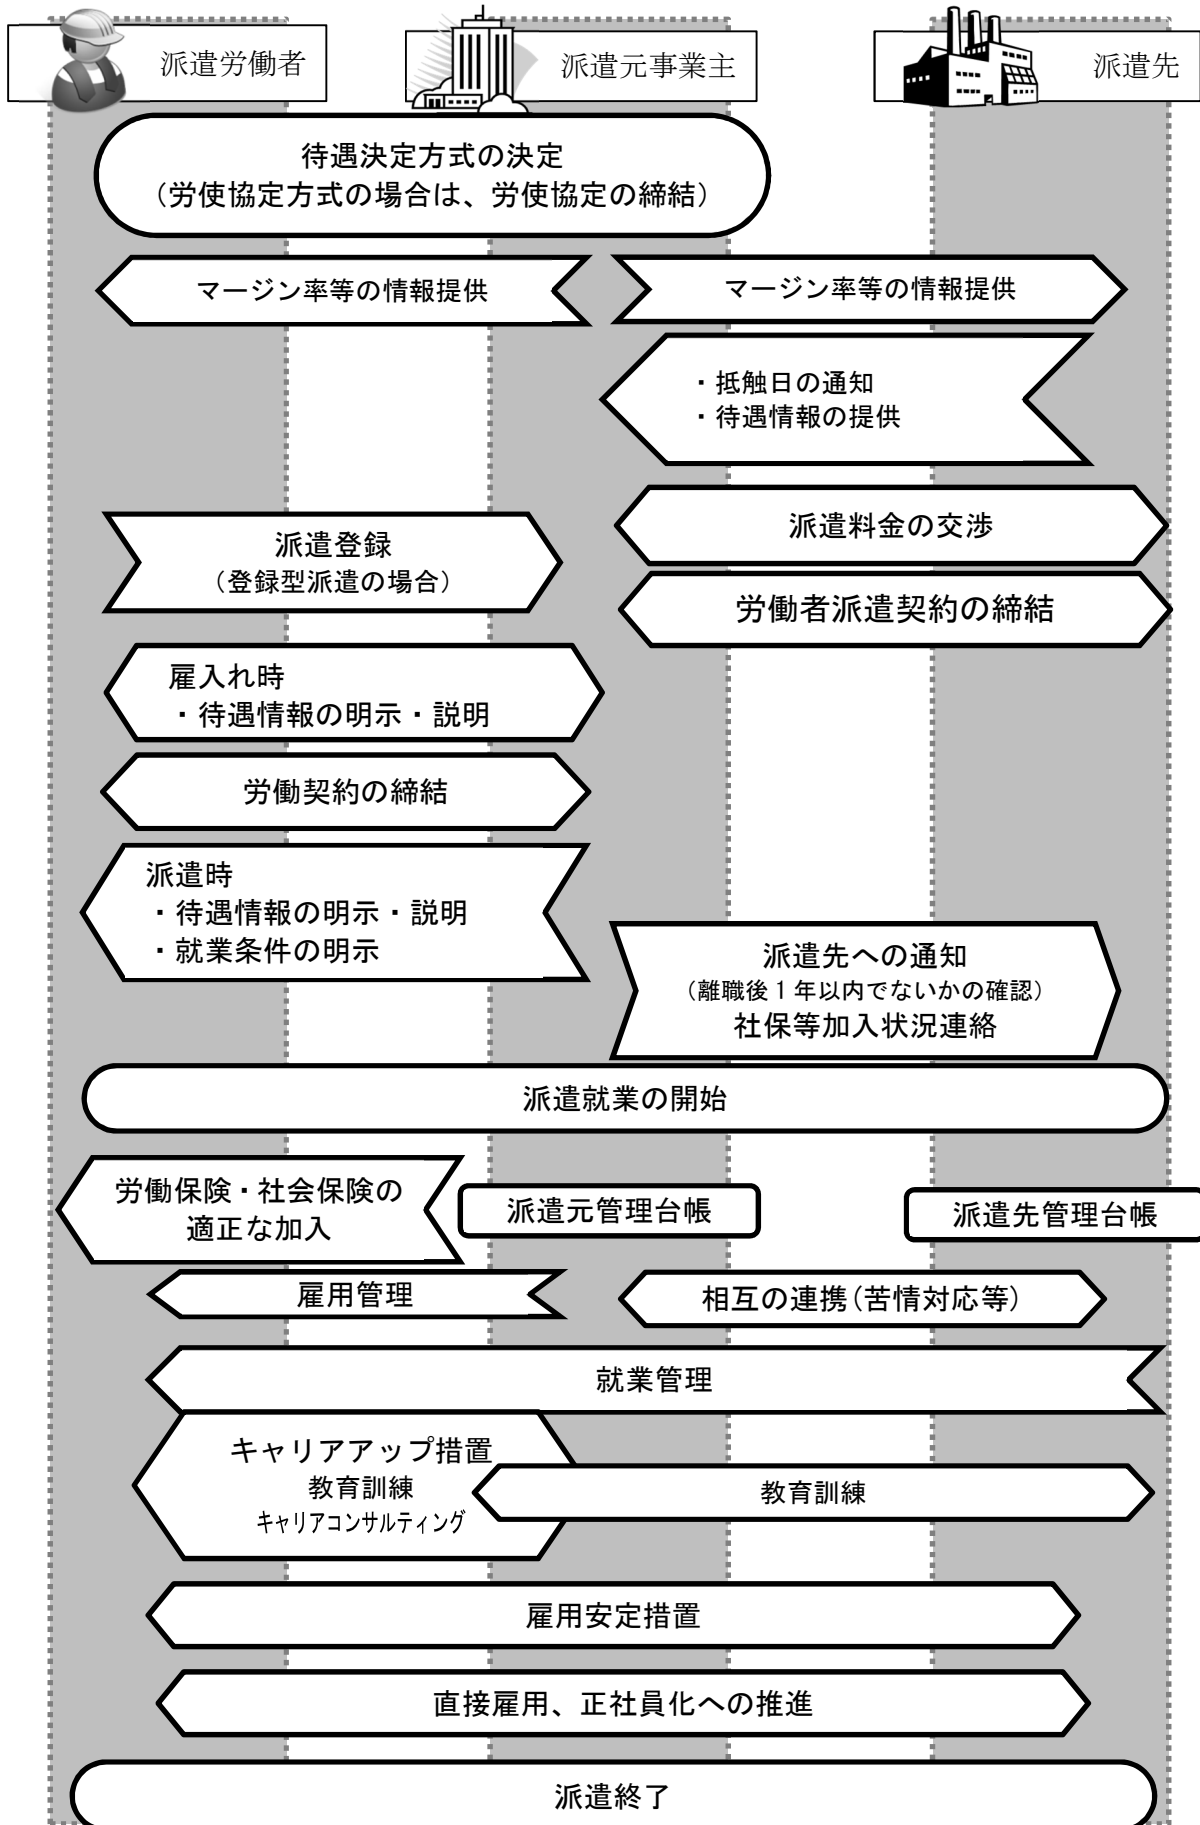 派遣労働者
派遣元事業主
派遣先
待遇決定方式の決定
（労使協定方式の場合は、労使協定の締結）
マージン率等の情報提供
マージン率等の情報提供
・抵触日の通知
・待遇情報の提供
派遣料金の交渉
派遣登録
（登録型派遣の場合）
労働者派遣契約の締結
雇入れ時
・待遇情報の明示・説明
労働契約の締結
派遣時
・待遇情報の明示・説明
・就業条件の明示
派遣先への通知
（離職後１年以内でないかの確認）
社保等加入状況連絡
派遣就業の開始
労働保険・社会保険の
適正な加入
派遣元管理台帳
派遣先管理台帳
雇用管理
相互の連携（苦情対応等）
就業管理
キャリアアップ措置
教育訓練
キャリアコンサルティング
教育訓練
雇用安定措置
直接雇用、正社員化への推進
派遣終了